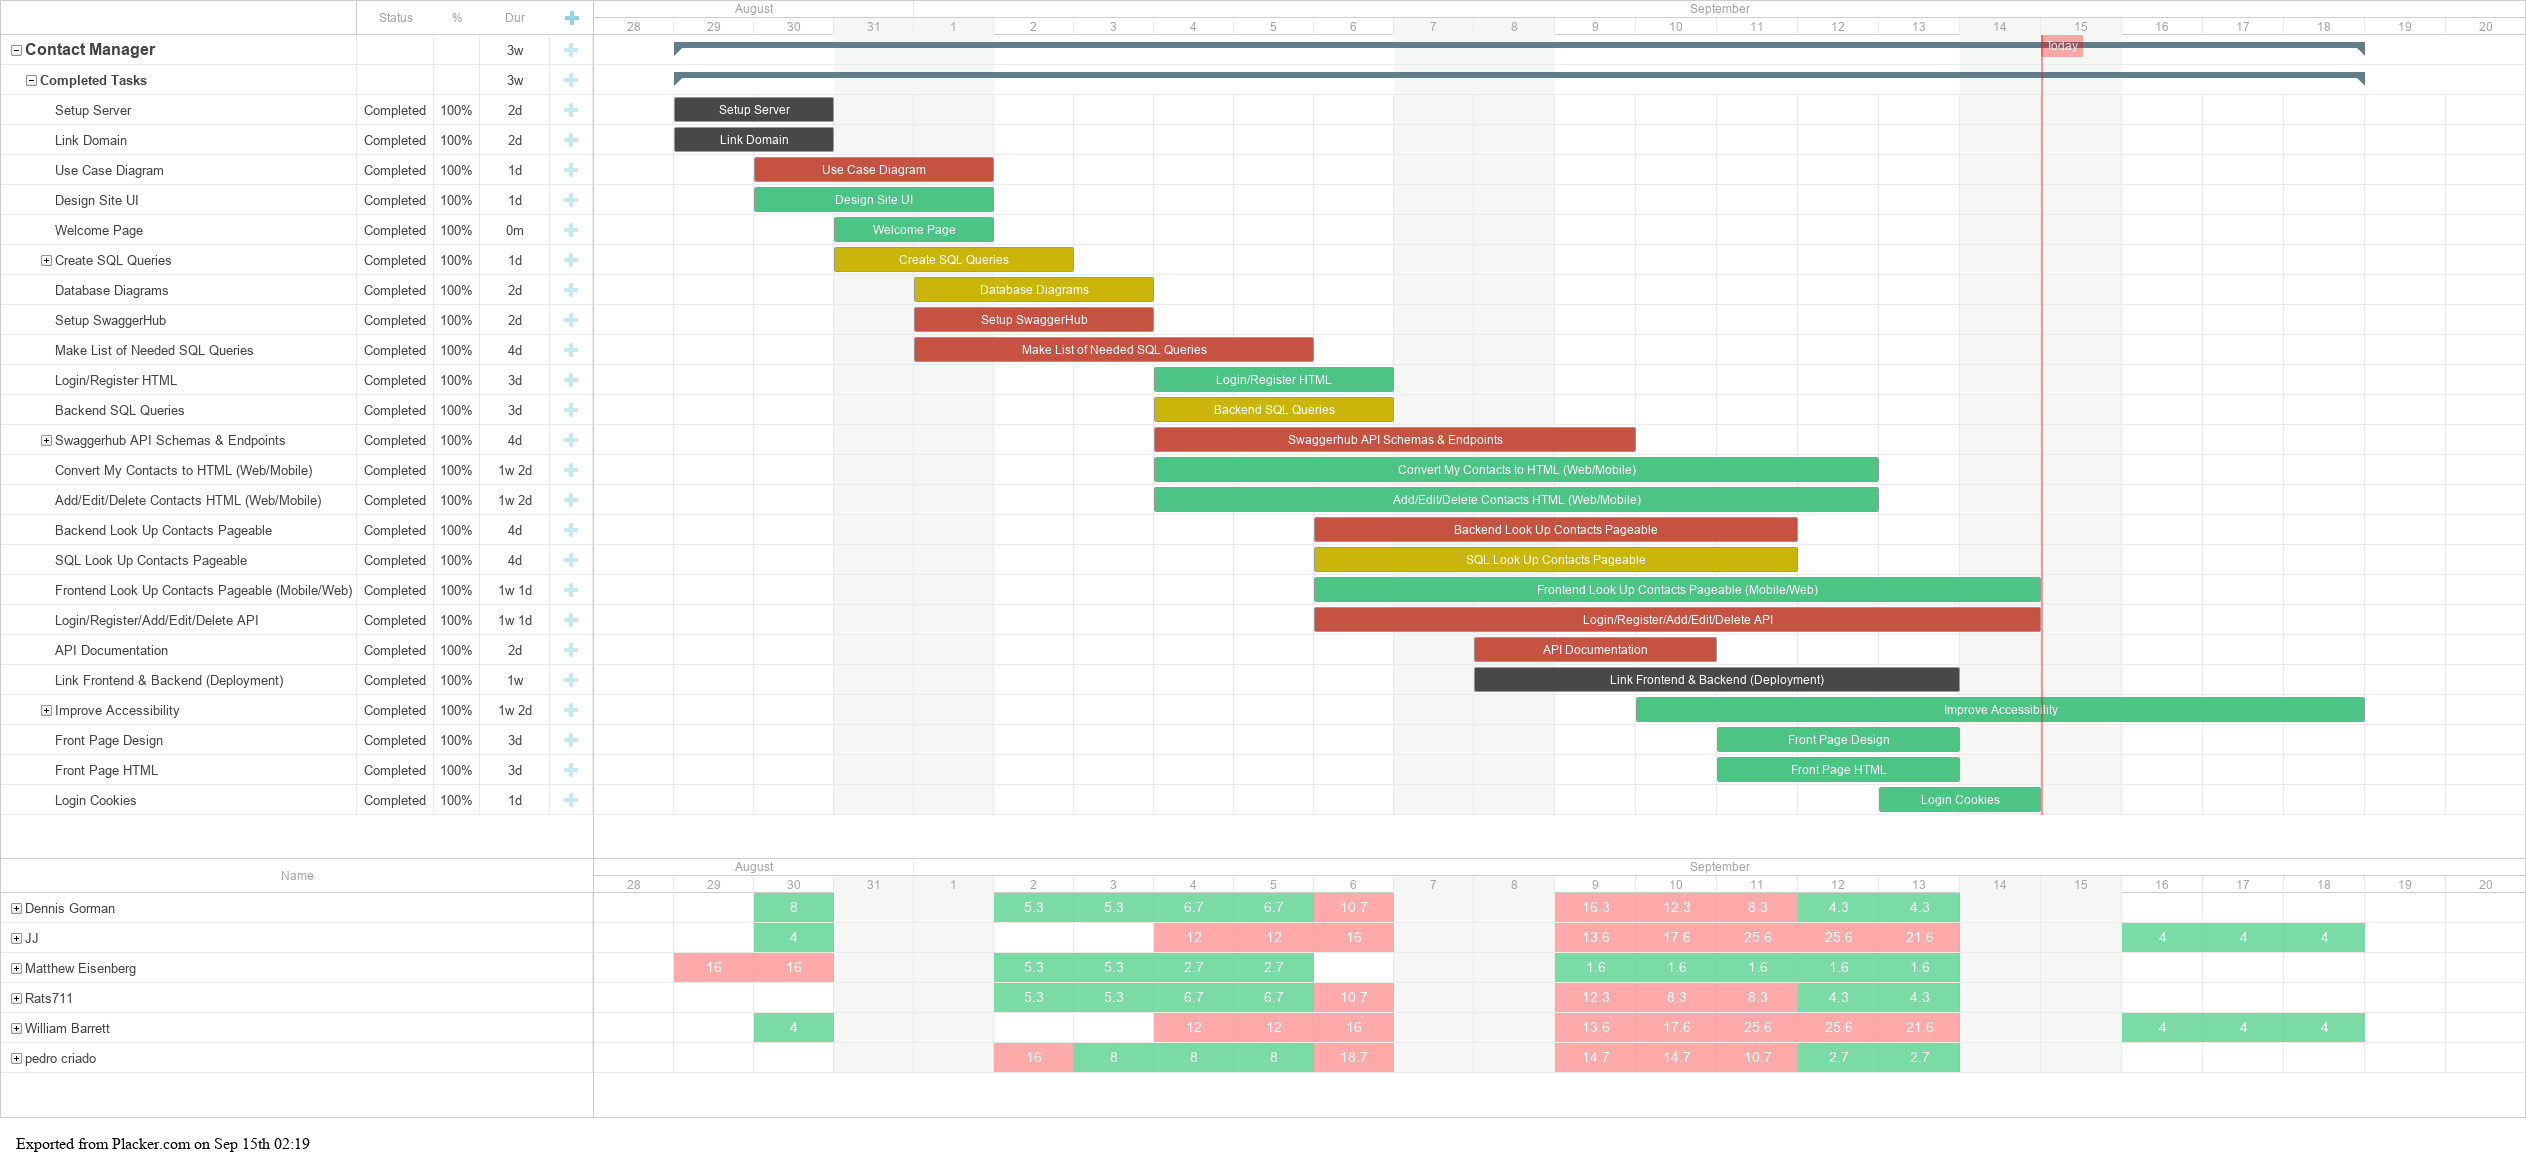 Status % Dur August September
28 29 30 31 1 2 3 4 5 6 7 8 9 10 11 12 13 14 15 16 17 18 19 20
Contact Manager 3w Today
Completed Tasks 3w
Setup Server Completed 100% 2d Setup Server
Link Domain Completed 100% 2d Link Domain
Use Case Diagram Completed 100% 1d Use Case Diagram
Design Site UI Completed 100% 1d Design Site UI
Welcome Page Completed 100% 0m Welcome Page
Create SQL Queries Completed 100% 1d Create SQL Queries
Database Diagrams Completed 100% 2d Database Diagrams
Setup SwaggerHub Completed 100% 2d Setup SwaggerHub
Make List of Needed SQL Queries Completed 100% 4d Make List of Needed SQL Queries
Login/Register HTML Completed 100% 3d Login/Register HTML
Backend SQL Queries Completed 100% 3d Backend SQL Queries
Swaggerhub API Schemas & Endpoints Completed 100% 4d Swaggerhub API Schemas & Endpoints
Convert My Contacts to HTML (Web/Mobile) Completed 100% 1w 2d Convert My Contacts to HTML (Web/Mobile)
Add/Edit/Delete Contacts HTML (Web/Mobile) Completed 100% 1w 2d Add/Edit/Delete Contacts HTML (Web/Mobile)
Backend Look Up Contacts Pageable Completed 100% 4d Backend Look Up Contacts Pageable
SQL Look Up Contacts Pageable Completed 100% 4d SQL Look Up Contacts Pageable
Frontend Look Up Contacts Pageable (Mobile/Web) Completed 100% 1w 1d Frontend Look Up Contacts Pageable (Mobile/Web)
Login/Register/Add/Edit/Delete API Completed 100% 1w 1d Login/Register/Add/Edit/Delete API
API Documentation Completed 100% 2d API Documentation
Link Frontend & Backend (Deployment) Completed 100% 1w Link Frontend & Backend (Deployment)
Improve Accessibility Completed 100% 1w 2d Improve Accessibility
Front Page Design Completed 100% 3d Front Page Design
Front Page HTML Completed 100% 3d Front Page HTML
Login Cookies Completed 100% 1d Login Cookies
Name August September
28 29 30 31 1 2 3 4 5 6 7 8 9 10 11 12 13 14 15 16 17 18 19 20
Dennis Gorman 8 5.3 5.3 6.7 6.7 10.7 16.3 12.3 8.3 4.3 4.3
JJ 4 12 12 16 13.6 17.6 25.6 25.6 21.6 4 4 4
Matthew Eisenberg 16 16 5.3 5.3 2.7 2.7 1.6 1.6 1.6 1.6 1.6
Rats711 5.3 5.3 6.7 6.7 10.7 12.3 8.3 8.3 4.3 4.3
William Barrett 4 12 12 16 13.6 17.6 25.6 25.6 21.6 4 4 4
pedro criado 16 8 8 8 18.7 14.7 14.7 10.7 2.7 2.7
Exported from Placker.com on Sep 15th 02:19